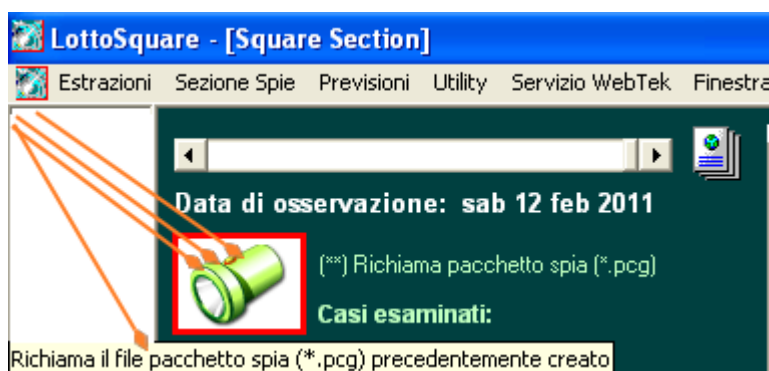 LottoSquare - [Square Section]
Estrazioni Sezione Spie Previsioni Utility Servizio WebTek Finestra
Data di osservazione: sab 12 feb 2011
(**) Richiama pacchetto spia (*.pcg)
Casi esaminati:
Richiama il file pacchetto spia (*.pcg) precedentemente creato